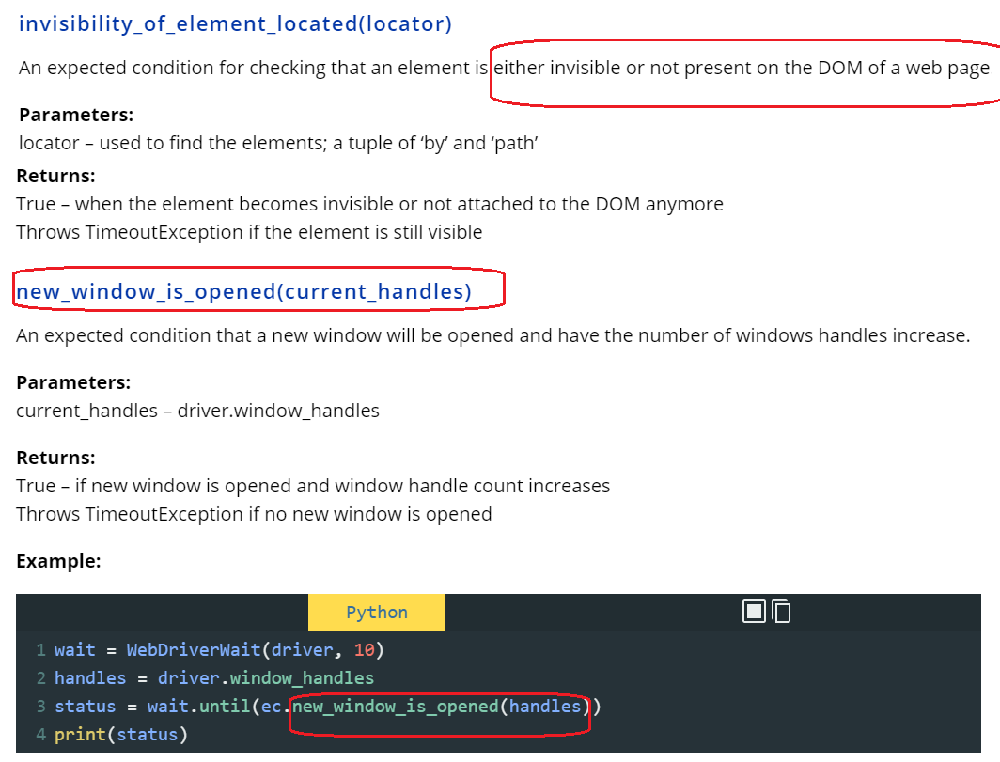 invisibility_of_element_located(locator)
An expected condition for checking that an element is either invisible or not present on the DOM of a web page.
Parameters:
locator – used to find the elements; a tuple of ‘by’ and ‘path’
Returns:
True – when the element becomes invisible or not attached to the DOM anymore
Throws TimeoutException if the element is still visible
new_window_is_opened(current_handles)
An expected condition that a new window will be opened and have the number of windows handles increase.
Parameters:
current_handles – driver.window_handles
Returns:
True – if new window is opened and window handle count increases
Throws TimeoutException if no new window is opened
Example:
Python
1 wait = WebDriverWait(driver, 10)
2 handles = driver.window_handles
3 status = wait.until(ec.new_window_is_opened(handles))
4 print(status)